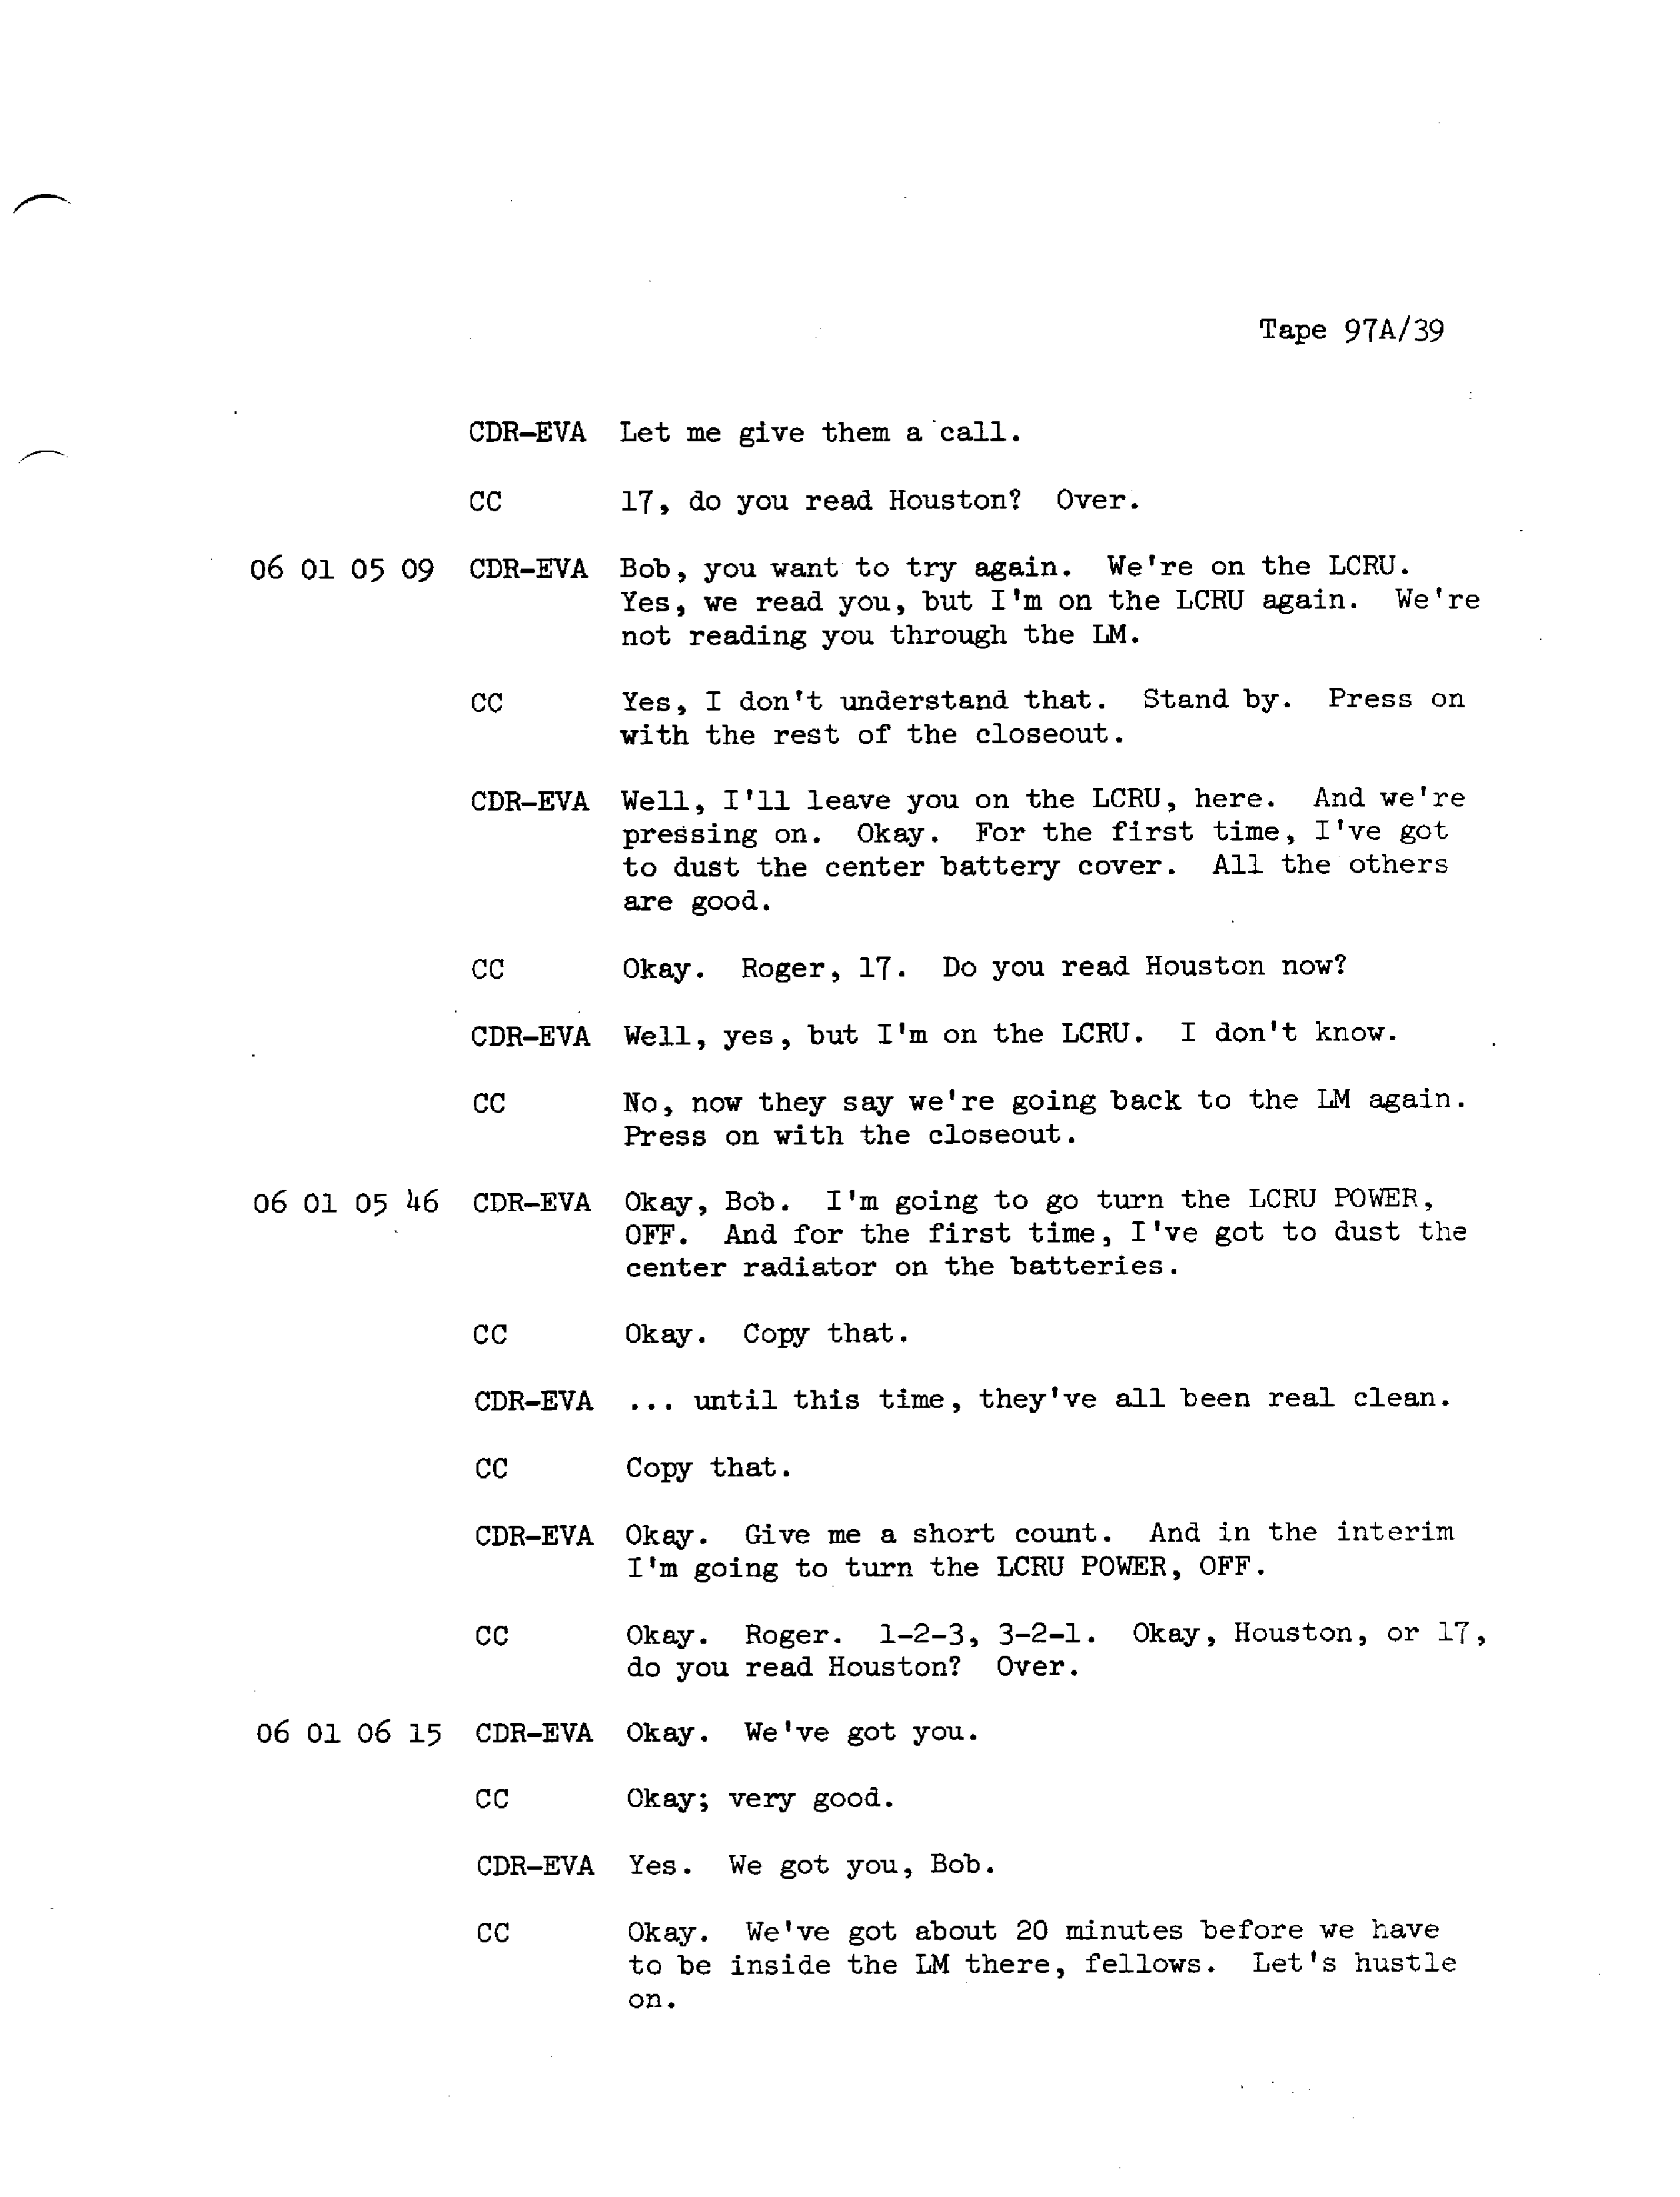 Tape 97A/39
CDR-EVA Let me give them a call.
CC 17, do you read Houston? Over.
06 01 05 09 CDR-EVA Bob, you want to try again. We're on the LCRU.
Yes, we read you, but I'm on the LCRU again. We're
not reading you through the LM.
CC Yes, I don't understand that. Stand by. Press on
with the rest of the closeout.
CDR-EVA Well, I'll leave you on the LCRU, here. And we're
pressing on. Okay. For the first time, I've got
to dust the center battery cover. All the others
are good.
CC Okay. Roger, 17. Do you read Houston now?
CDR-EVA Well, yes, but I'm on the LCRU. I don't know.
CC No, now they say we're going back to the LM again.
Press on with the closeout.
06 01 05 46 CDR-EVA Okay, Bob. I'm going to go turn the LCRU POWER,
OFF. And for the first time, I've got to dust the
center radiator on the batteries.
CC Okay. Copy that.
CDR-EVA ... until this time, they've all been real clean.
CC Copy that.
CDR-EVA Okay. Give me a short count. And in the interim
I'm going to turn the LCRU POWER, OFF.
CC Okay. Roger. 1-2-3, 3-2-1. Okay, Houston, or 17,
do you read Houston? Over.
06 01 06 15 CDR-EVA Okay. We've got you.
CC Okay; very good.
CDR-EVA Yes. We got you, Bob.
CC Okay. We've got about 20 minutes before we have
to be inside the LM there, fellows. Let's hustle
on.